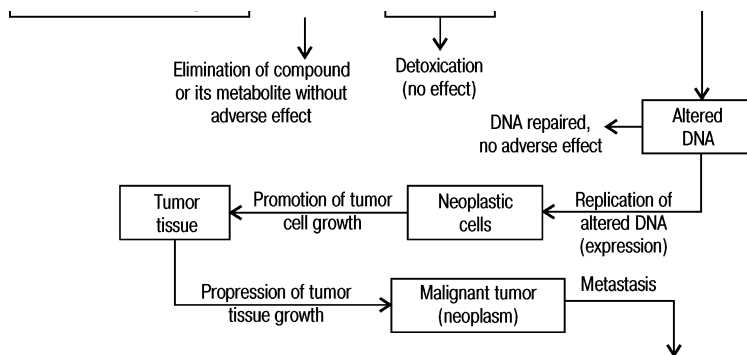 Elimination of compound
or its metabolite without
adverse effect
Detoxication
(no effect)
DNA repaired,
no adverse effect
Altered
DNA
Tumor
tissue
Promotion of tumor
cell growth
Neoplastic
cells
Replication of
altered DNA
(expression)
Propression of tumor
tissue growth
Malignant tumor
(neoplasm)
Metastasis